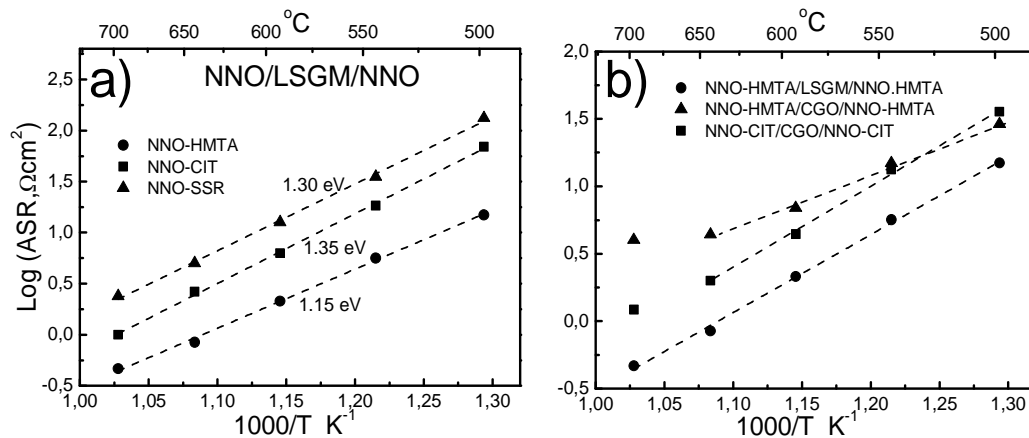 °C
700 650 600 550 500
a)
NNO/LSGM/NNO
2,5
2,0
1,5
1,0
0,5
0,0
-0,5
Log (ASR,Ωcm²)
NNO-HMTA
NNO-CIT
NNO-SSR
1.30 eV
1.35 eV
1.15 eV
1,00 1,05 1,10 1,15 1,20 1,25 1,30
1000/T K⁻¹
°C
700 650 600 550 500
b)
2,0
1,5
1,0
0,5
0,0
-0,5
NNO-HMTA/LSGM/NNO.HMTA
NNO-HMTA/CGO/NNO-HMTA
NNO-CIT/CGO/NNO-CIT
1,00 1,05 1,10 1,15 1,20 1,25 1,30
1000/T K⁻¹